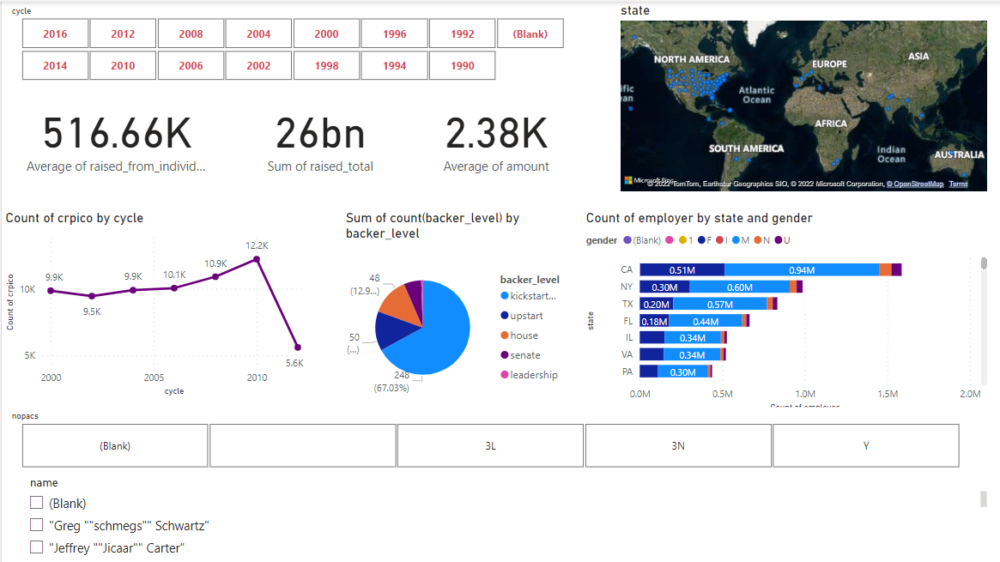 cycle
2016 2012 2008 2004 2000 1996 1992 (Blank)
2014 2010 2006 2002 1998 1994 1990
516.66K
Average of raised_from_individ...
26bn
Sum of raised_total
2.38K
Average of amount
state
NORTH AMERICA
EUROPE
ASIA
Atlantic
Ocean
AFRICA
SOUTH AMERICA
Indian
Ocean
AUSTRALIA
Microsoft Bing
© 2022 TomTom, Earthstar Geographics SIO, © 2022 Microsoft Corporation, © OpenStreetMap Terms
Count of crpico by cycle
Count of crpico
10K
5K
9.9K
9.5K
9.9K
10.1K
10.9K
12.2K
5.6K
2000 2005 2010
cycle
Sum of count(backer_level) by
backer_level
48
(12.9...)
50
(...)
248
(67.03%)
backer_level
kickstart...
upstart
house
senate
leadership
Count of employer by state and gender
gender (Blank) 1 F I M N U
state
CA 0.51M 0.94M
NY 0.30M 0.60M
TX 0.20M 0.57M
FL 0.18M 0.44M
IL 0.34M
VA 0.34M
PA 0.30M
0.0M 0.5M 1.0M 1.5M 2.0M
Count of employer
nopacs
(Blank) 3L 3N Y
name
(Blank)
"Greg ""schmegs"" Schwartz"
"Jeffrey ""Jicaar"" Carter"